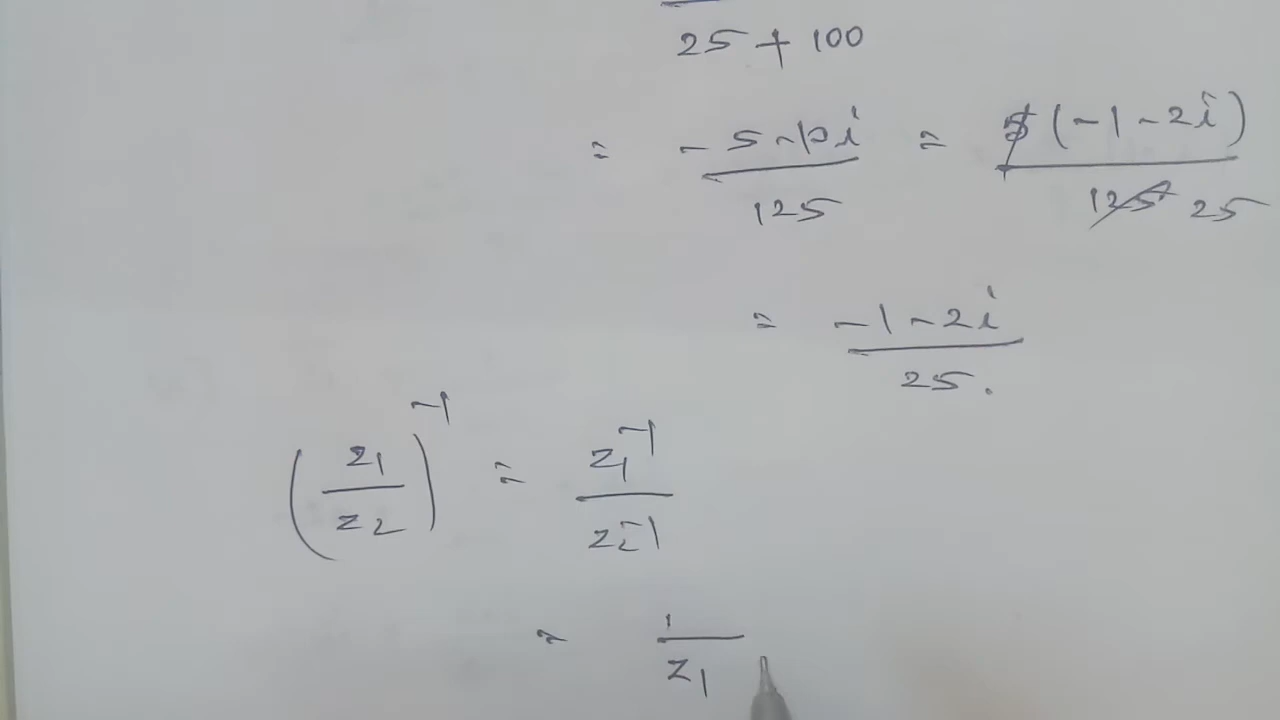 25 + 100
= -5-10i / 125 = 5(-1-2i) / 125 25
= -1-2i / 25.
(z1 / z2)^-1 = z1^-1 / z2^-1
= 1 / z1